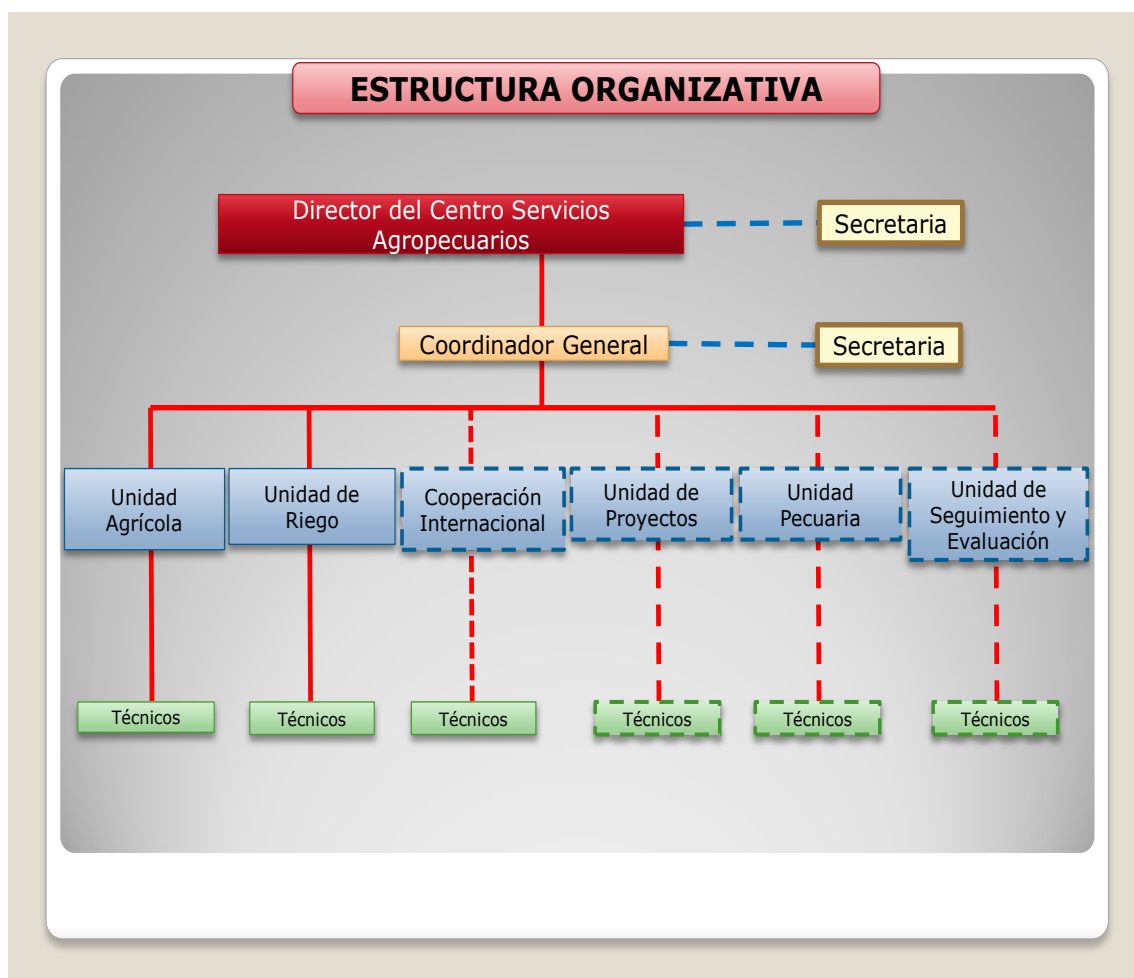 ESTRUCTURA ORGANIZATIVA
Director del Centro Servicios
Agropecuarios
Secretaria
Coordinador General
Secretaria
Unidad
Agrícola
Unidad de
Riego
Cooperación
Internacional
Unidad de
Proyectos
Unidad
Pecuaria
Unidad de
Seguimiento y
Evaluación
Técnicos
Técnicos
Técnicos
Técnicos
Técnicos
Técnicos